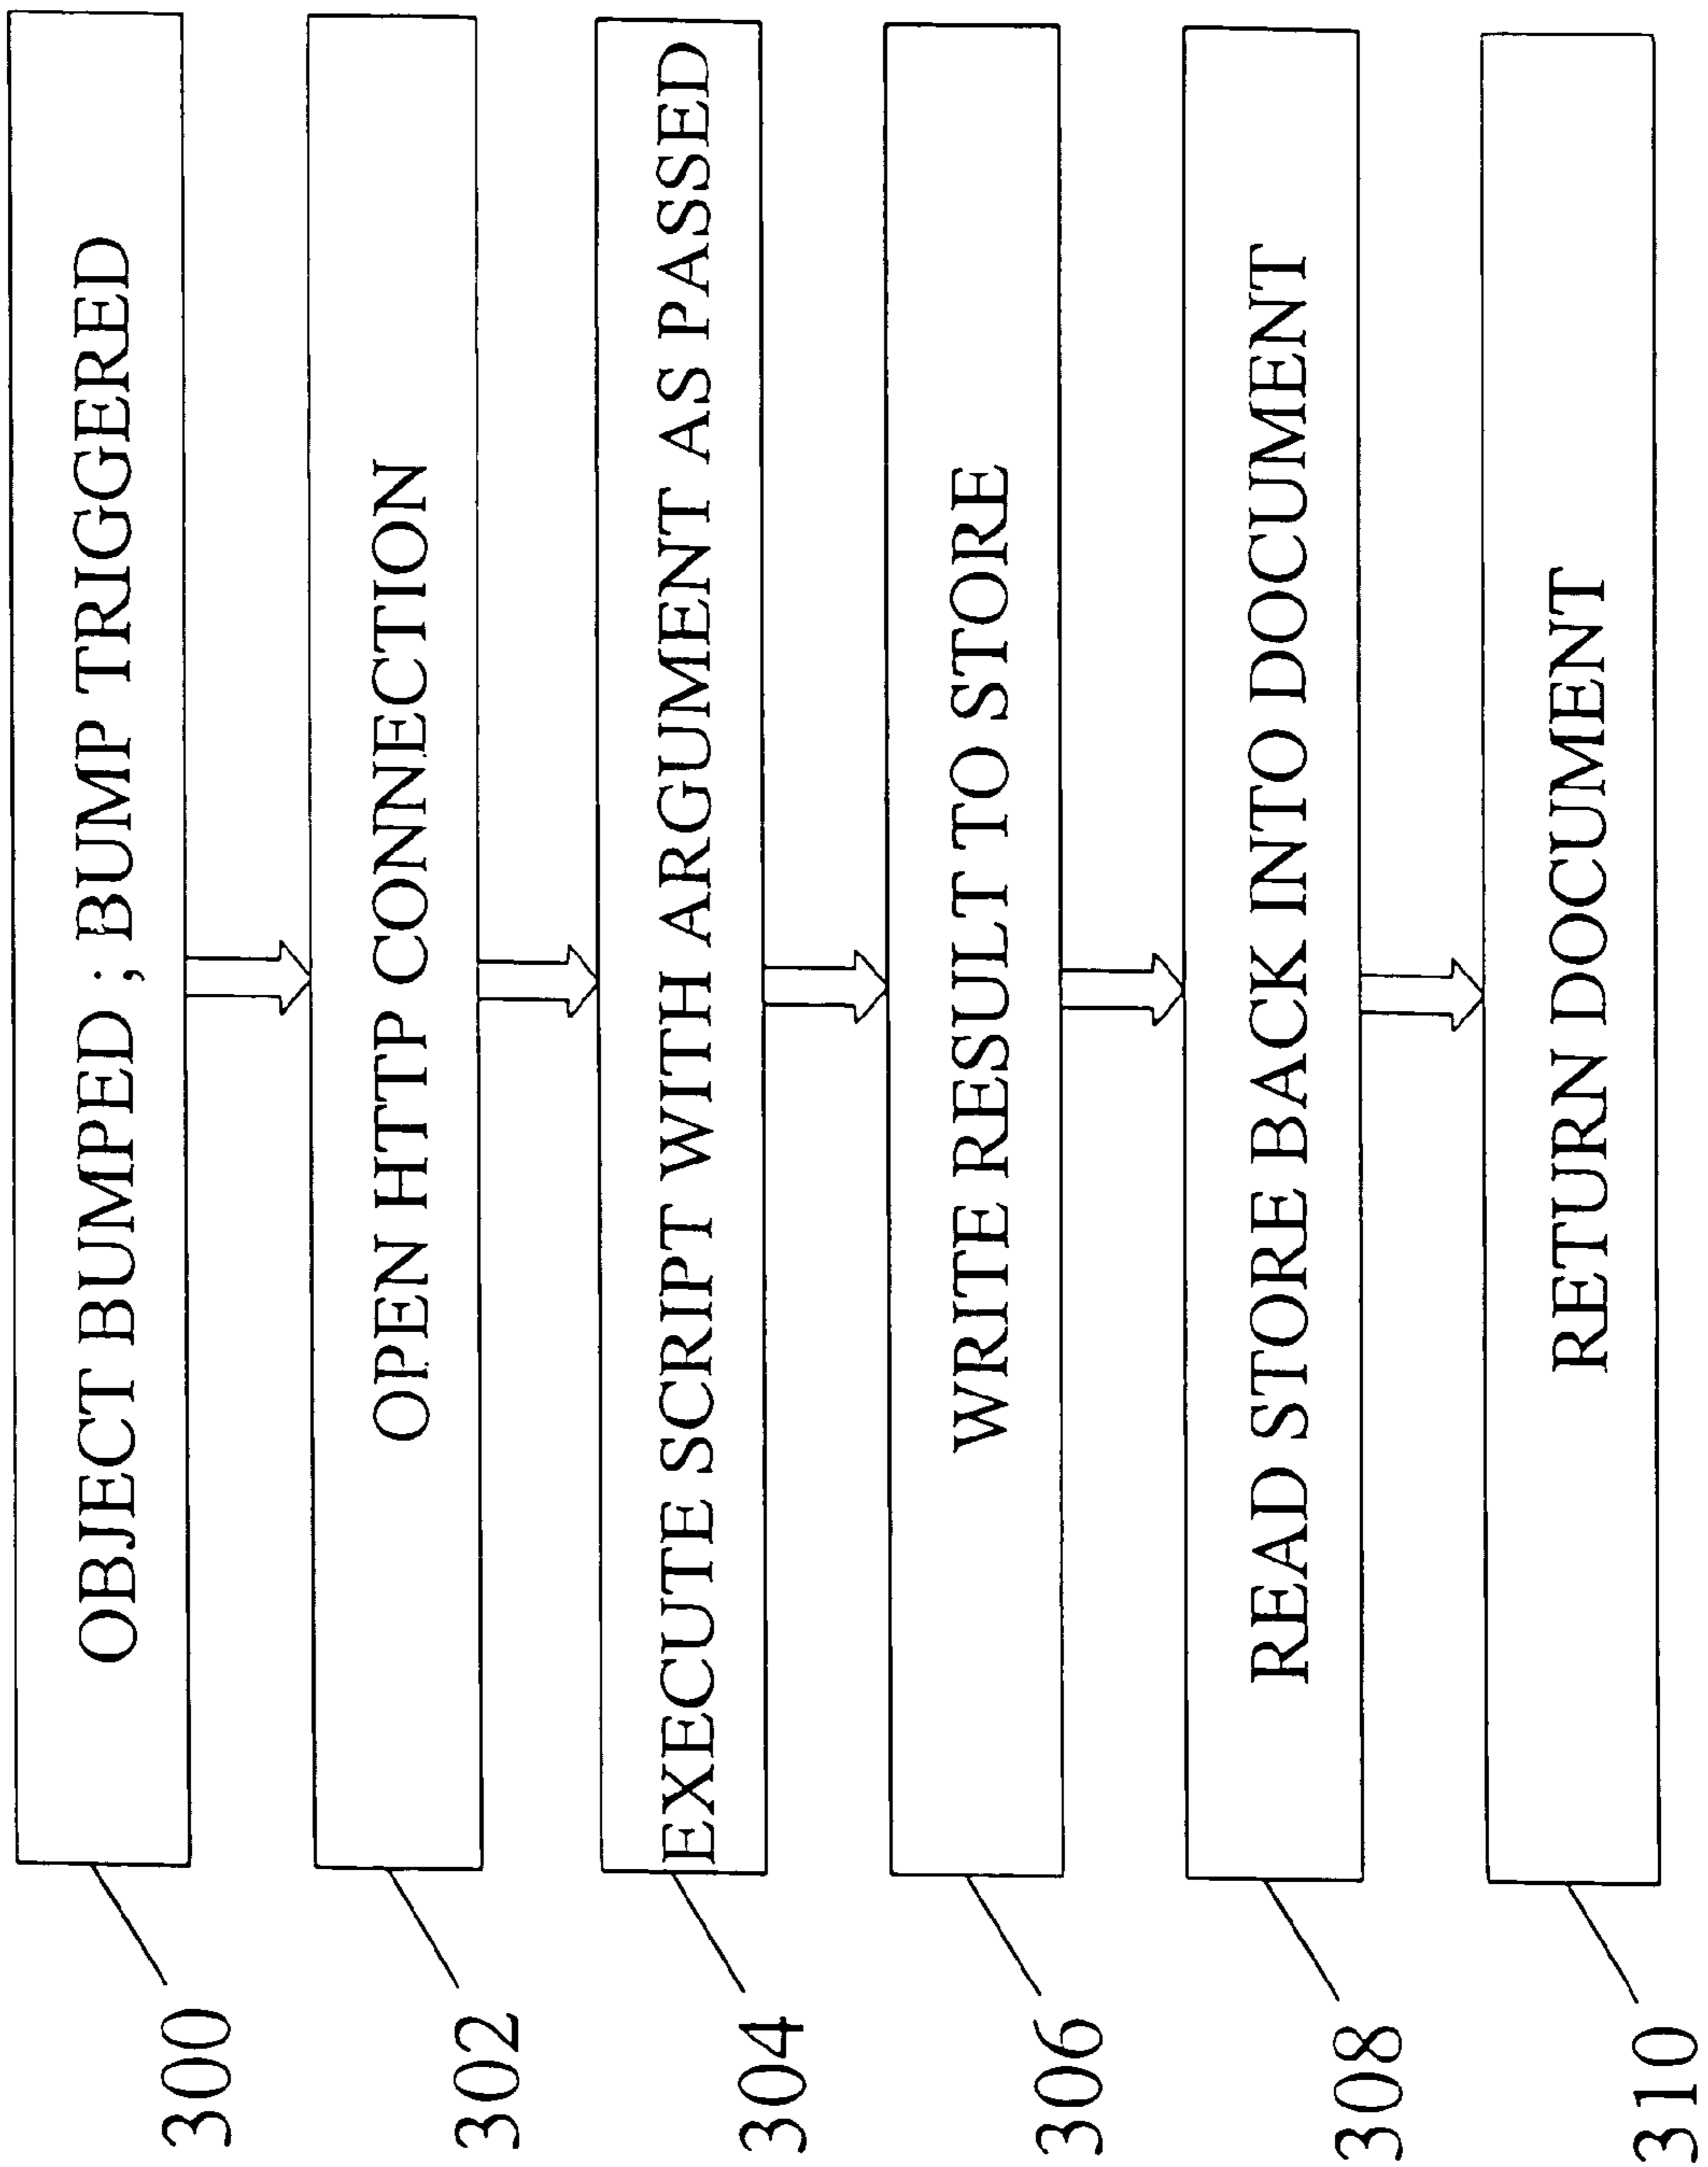 OBJECT BUMPED ; BUMP TRIGGERED
300
OPEN HTTP CONNECTION
302
EXECUTE SCRIPT WITH ARGUMENT AS PASSED
304
WRITE RESULT TO STORE
306
READ STORE BACK INTO DOCUMENT
308
RETURN DOCUMENT
310